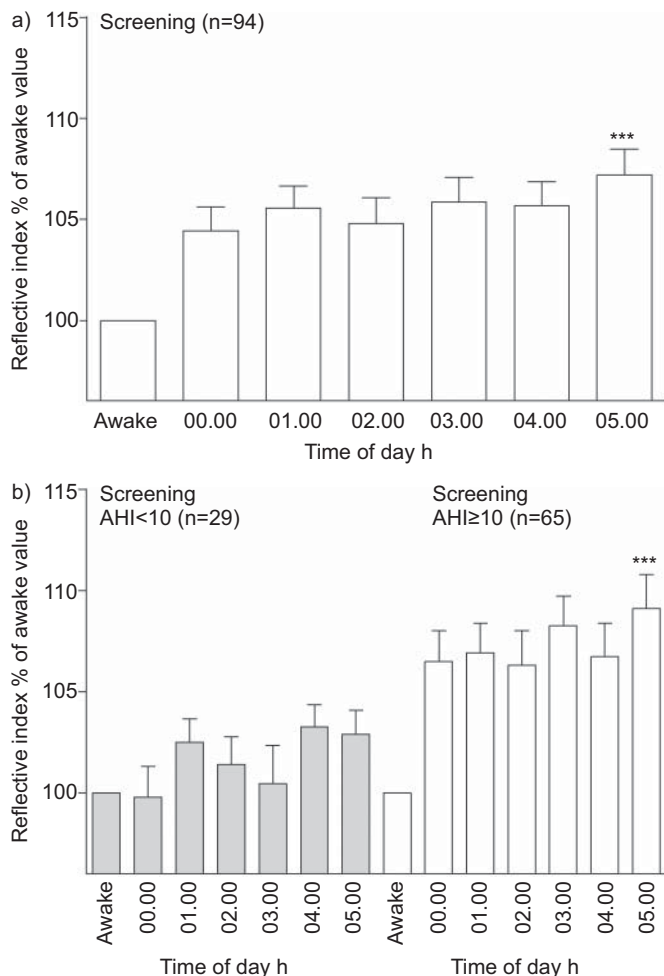 a)
Screening (n=94)
Reflective index % of awake value
115
110
105
100
***
Awake 00.00 01.00 02.00 03.00 04.00 05.00
Time of day h
b)
Screening
AHI<10 (n=29)
Screening
AHI≥10 (n=65)
Reflective index % of awake value
115
110
105
100
***
Awake 00.00 01.00 02.00 03.00 04.00 05.00 Awake 00.00 01.00 02.00 03.00 04.00 05.00
Time of day h Time of day h